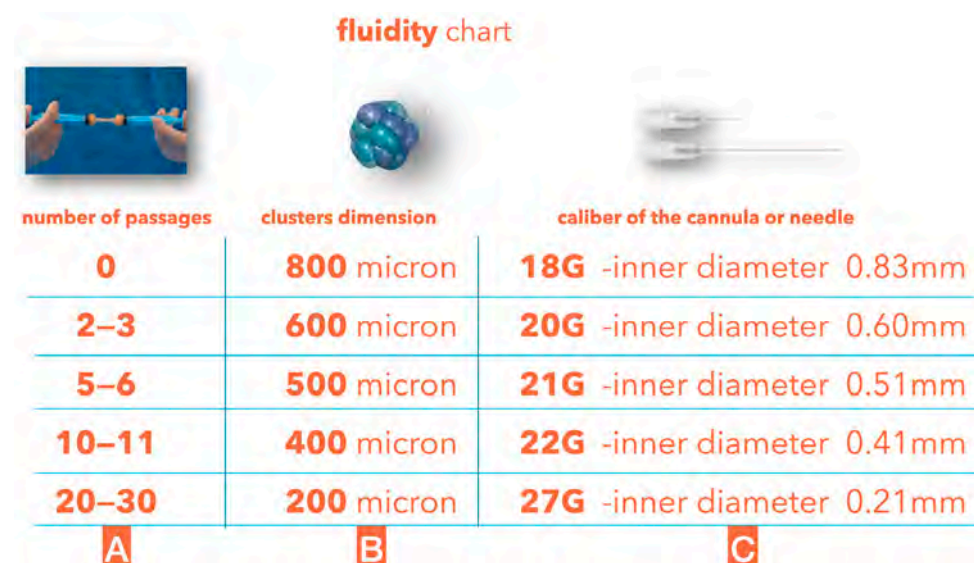 fluidity chart
number of passages clusters dimension caliber of the cannula or needle
0 800 micron 18G -inner diameter 0.83mm
2–3 600 micron 20G -inner diameter 0.60mm
5–6 500 micron 21G -inner diameter 0.51mm
10–11 400 micron 22G -inner diameter 0.41mm
20–30 200 micron 27G -inner diameter 0.21mm
A B C